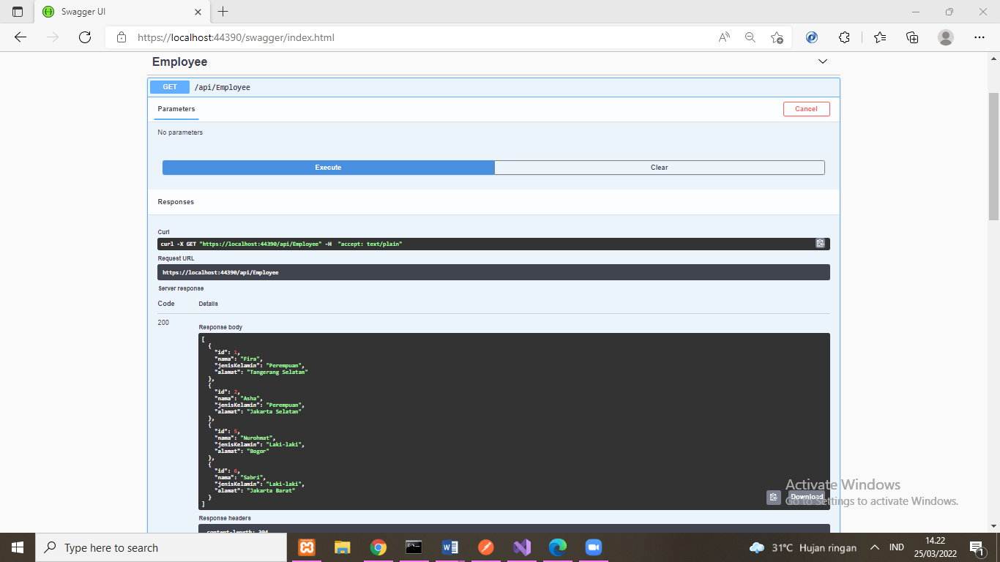 Swagger UI
https://localhost:44390/swagger/index.html
Employee
GET /api/Employee
Parameters
Cancel
No parameters
Execute
Clear
Responses
Curl
curl -X GET "https://localhost:44390/api/Employee" -H  "accept: text/plain"
Request URL
https://localhost:44390/api/Employee
Server response
Code Details
200
Response body
[
{
"id": 1,
"nama": "Fira",
"jenisKelamin": "Perempuan",
"alamat": "Tangerang Selatan"
},
{
"id": 2,
"nama": "Asha",
"jenisKelamin": "Perempuan",
"alamat": "Jakarta Selatan"
},
{
"id": 5,
"nama": "Nurohmat",
"jenisKelamin": "Laki-laki",
"alamat": "Bogor"
},
{
"id": 6,
"nama": "Sabri",
"jenisKelamin": "Laki-laki",
"alamat": "Jakarta Barat"
}
]
Download
Activate Windows
Go to Settings to activate Windows.
Response headers
content-length: 304
Type here to search
31°C Hujan ringan
IND
14.22
25/03/2022
1